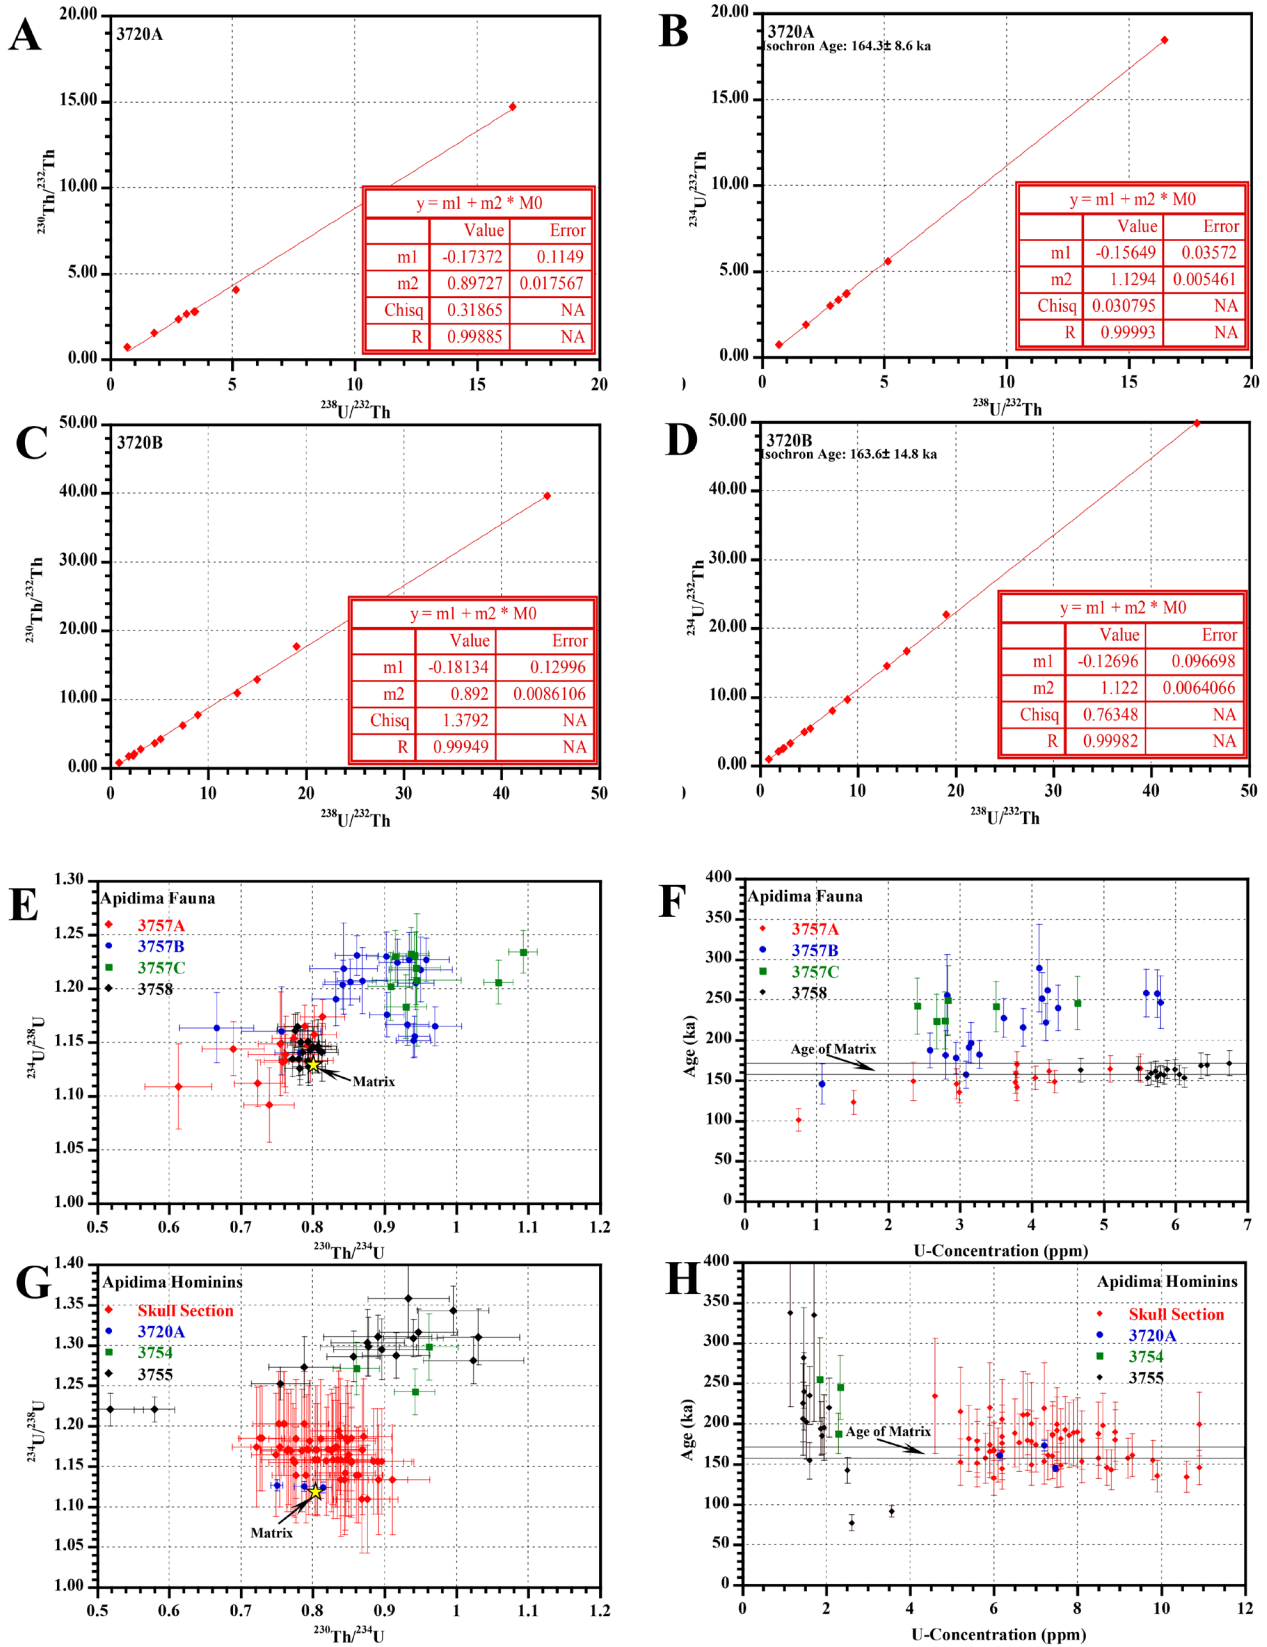 A
3720A
20.00
15.00
10.00
5.00
0.00
²³⁰Th/²³²Th
0 5 10 15 20
²³⁸U/²³²Th
y = m1 + m2 * M0
Value Error
m1 -0.17372 0.1149
m2 0.89727 0.017567
Chisq 0.31865 NA
R 0.99885 NA
B
3720A
Isochron Age: 164.3± 8.6 ka
20.00
15.00
10.00
5.00
0.00
²³⁴U/²³²Th
)
0 5 10 15 20
²³⁸U/²³²Th
y = m1 + m2 * M0
Value Error
m1 -0.15649 0.03572
m2 1.1294 0.005461
Chisq 0.030795 NA
R 0.99993 NA
C
3720B
50.00
40.00
30.00
20.00
10.00
0.00
²³⁰Th/²³²Th
0 10 20 30 40 50
²³⁸U/²³²Th
y = m1 + m2 * M0
Value Error
m1 -0.18134 0.12996
m2 0.892 0.0086106
Chisq 1.3792 NA
R 0.99949 NA
D
3720B
Isochron Age: 163.6± 14.8 ka
50.00
40.00
30.00
20.00
10.00
0.00
²³⁴U/²³²Th
)
0 10 20 30 40 50
²³⁸U/²³²Th
y = m1 + m2 * M0
Value Error
m1 -0.12696 0.096698
m2 1.122 0.0064066
Chisq 0.76348 NA
R 0.99982 NA
E
Apidima Fauna
3757A
3757B
3757C
3758
1.30
1.25
1.20
1.15
1.10
1.05
1.00
²³⁴U/²³⁸U
Matrix
0.5 0.6 0.7 0.8 0.9 1 1.1 1.2
²³⁰Th/²³⁴U
F
Apidima Fauna
3757A
3757B
3757C
3758
400
350
300
250
200
150
100
50
0
Age (ka)
Age of Matrix
0 1 2 3 4 5 6 7
U-Concentration (ppm)
G
Apidima Hominins
Skull Section
3720A
3754
3755
1.40
1.35
1.30
1.25
1.20
1.15
1.10
1.00
²³⁴U/²³⁸U
Matrix
0.5 0.6 0.7 0.8 0.9 1 1.1 1.2
²³⁰Th/²³⁴U
H
Apidima Hominins
Skull Section
3720A
3754
3755
400
350
300
250
200
150
100
50
0
Age (ka)
Age of Matrix
0 2 4 6 8 10 12
U-Concentration (ppm)